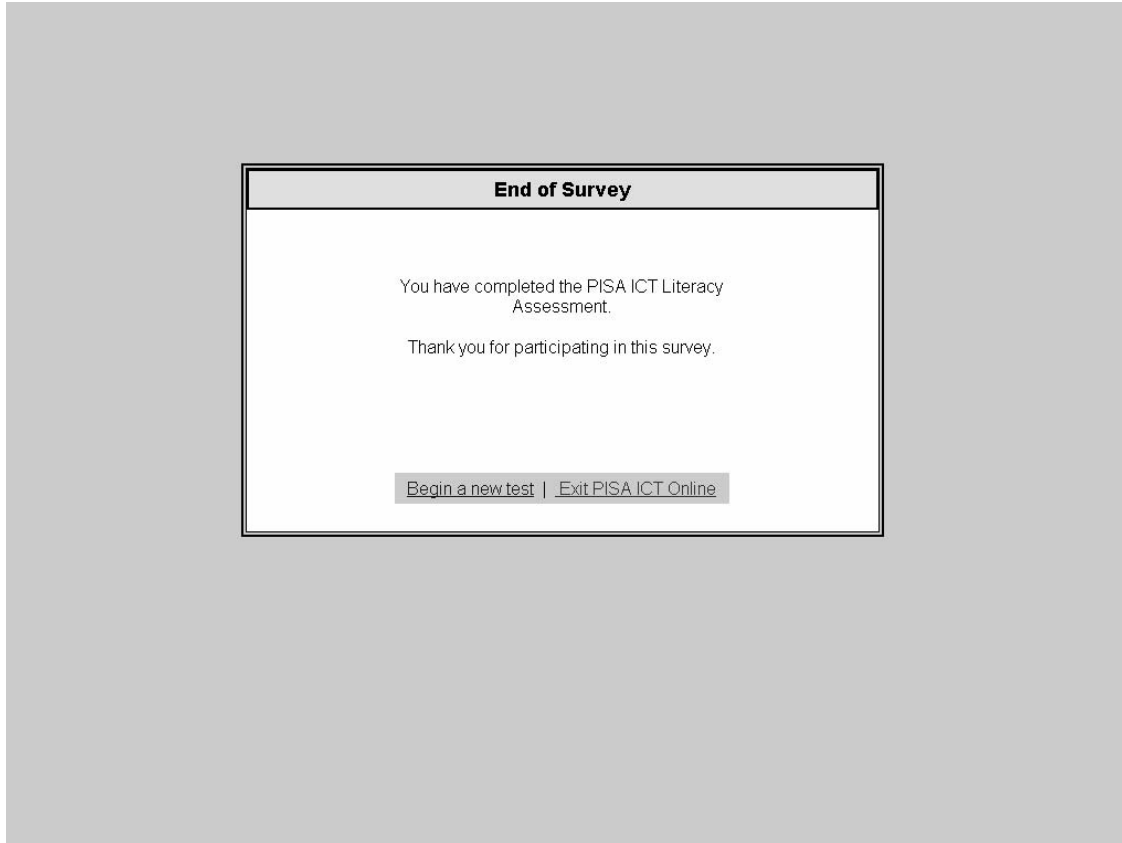 End of Survey
You have completed the PISA ICT Literacy
Assessment.
Thank you for participating in this survey.
Begin a new test | Exit PISA ICT Online